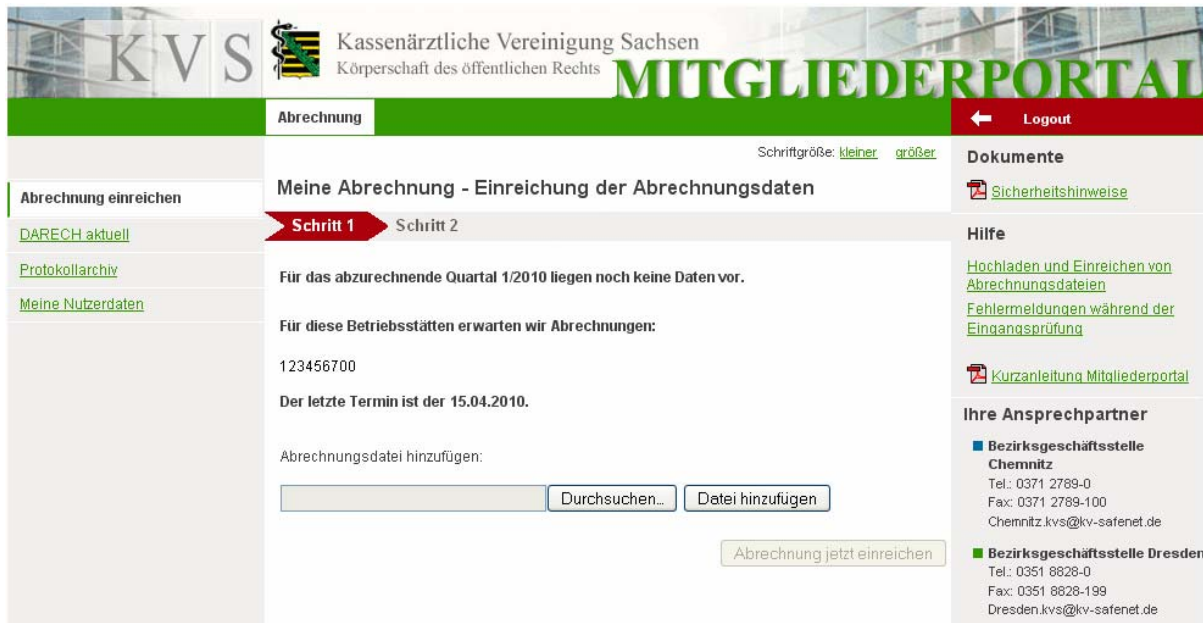 KVS
Kassenärztliche Vereinigung Sachsen
Körperschaft des öffentlichen Rechts
MITGLIEDERPORTAL
Abrechnung
Logout
Schriftgröße: kleiner größer
Abrechnung einreichen
DARECH aktuell
Protokollarchiv
Meine Nutzerdaten
Meine Abrechnung - Einreichung der Abrechnungsdaten
Schritt 1 Schritt 2
Für das abzurechnende Quartal 1/2010 liegen noch keine Daten vor.
Für diese Betriebsstätten erwarten wir Abrechnungen:
123456700
Der letzte Termin ist der 15.04.2010.
Abrechnungsdatei hinzufügen:
Durchsuchen... Datei hinzufügen
Abrechnung jetzt einreichen
Dokumente
Sicherheitshinweise
Hilfe
Hochladen und Einreichen von
Abrechnungsdateien
Fehlermeldungen während der
Eingangsprüfung
Kurzanleitung Mitgliederportal
Ihre Ansprechpartner
Bezirksgeschäftsstelle
Chemnitz
Tel.: 0371 2789-0
Fax: 0371 2789-100
Chemnitz.kvs@kv-safenet.de
Bezirksgeschäftsstelle Dresden
Tel.: 0351 8828-0
Fax: 0351 8828-199
Dresden.kvs@kv-safenet.de